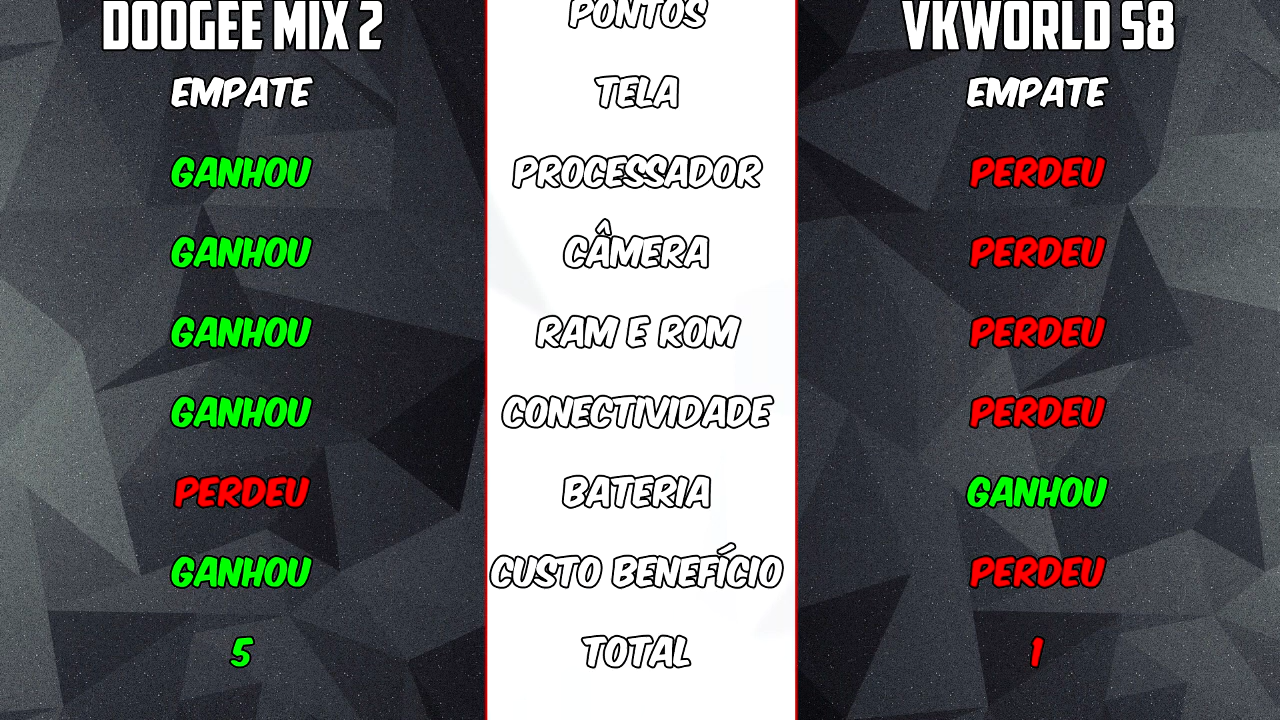 DOOGEE MIX 2 PONTOS VKWORLD S8
EMPATE TELA EMPATE
GANHOU PROCESSADOR PERDEU
GANHOU CÂMERA PERDEU
GANHOU RAM E ROM PERDEU
GANHOU CONECTIVIDADE PERDEU
PERDEU BATERIA GANHOU
GANHOU CUSTO BENEFÍCIO PERDEU
5 TOTAL 1